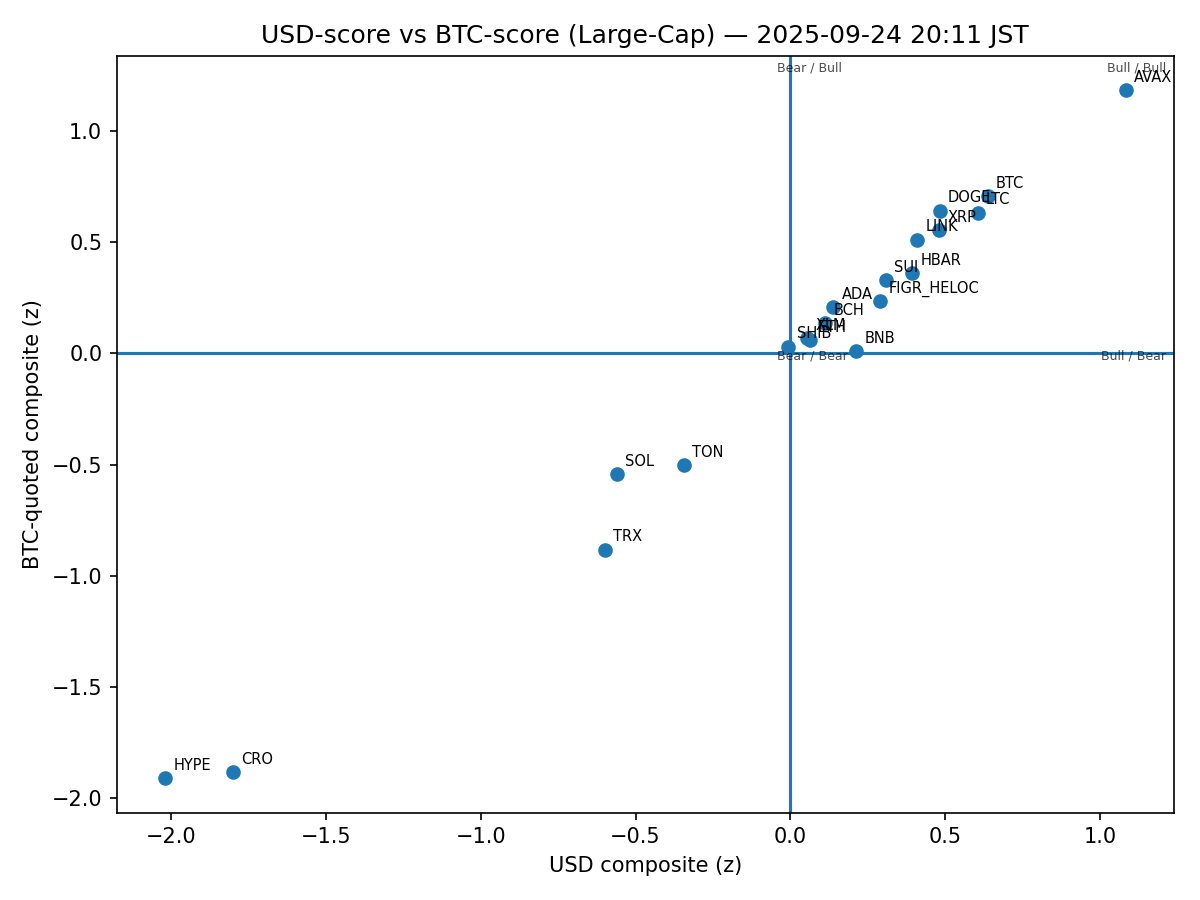 USD-score vs BTC-score (Large-Cap) — 2025-09-24 20:11 JST
Bear / Bull
Bull / Bull
AVAX
BTC
DOGE
LTC
XRP
LINK
HBAR
SUI
FIGR_HELOC
ADA
BCH
XLM
ETH
SHIB
BNB
Bear / Bear
Bull / Bear
TON
SOL
TRX
CRO
HYPE
1.0
0.5
0.0
−0.5
−1.0
−1.5
−2.0
BTC-quoted composite (z)
−2.0
−1.5
−1.0
−0.5
0.0
0.5
1.0
USD composite (z)